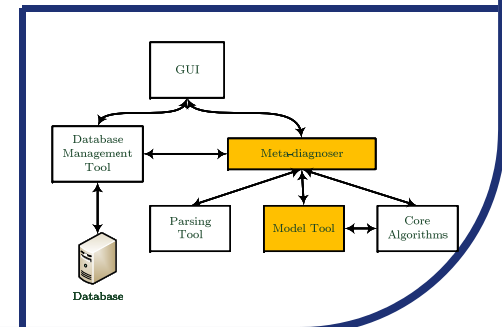 GUI
Database
Management
Tool
Meta-diagnoser
Parsing
Tool
Model Tool
Core
Algorithms
Database